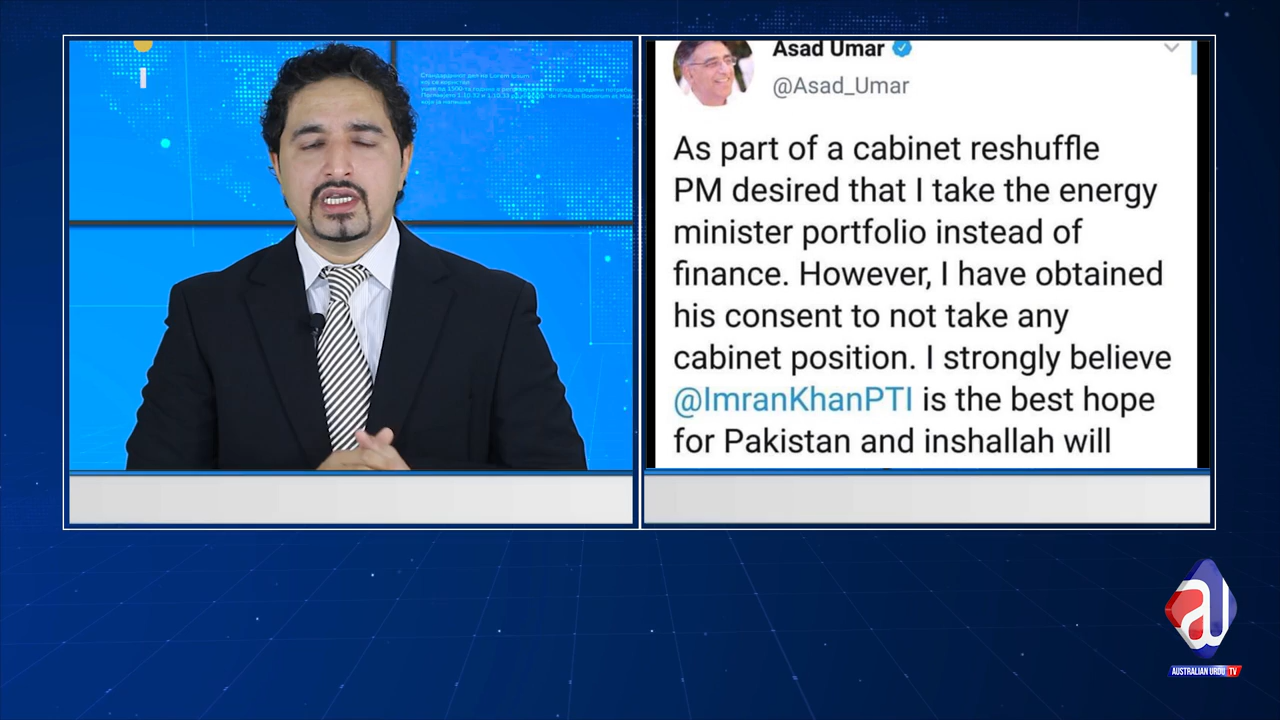 Asad Umar
@Asad_Umar
As part of a cabinet reshuffle
PM desired that I take the energy
minister portfolio instead of
finance. However, I have obtained
his consent to not take any
cabinet position. I strongly believe
@ImranKhanPTI is the best hope
for Pakistan and inshallah will
AUSTRALIAN URDU TV